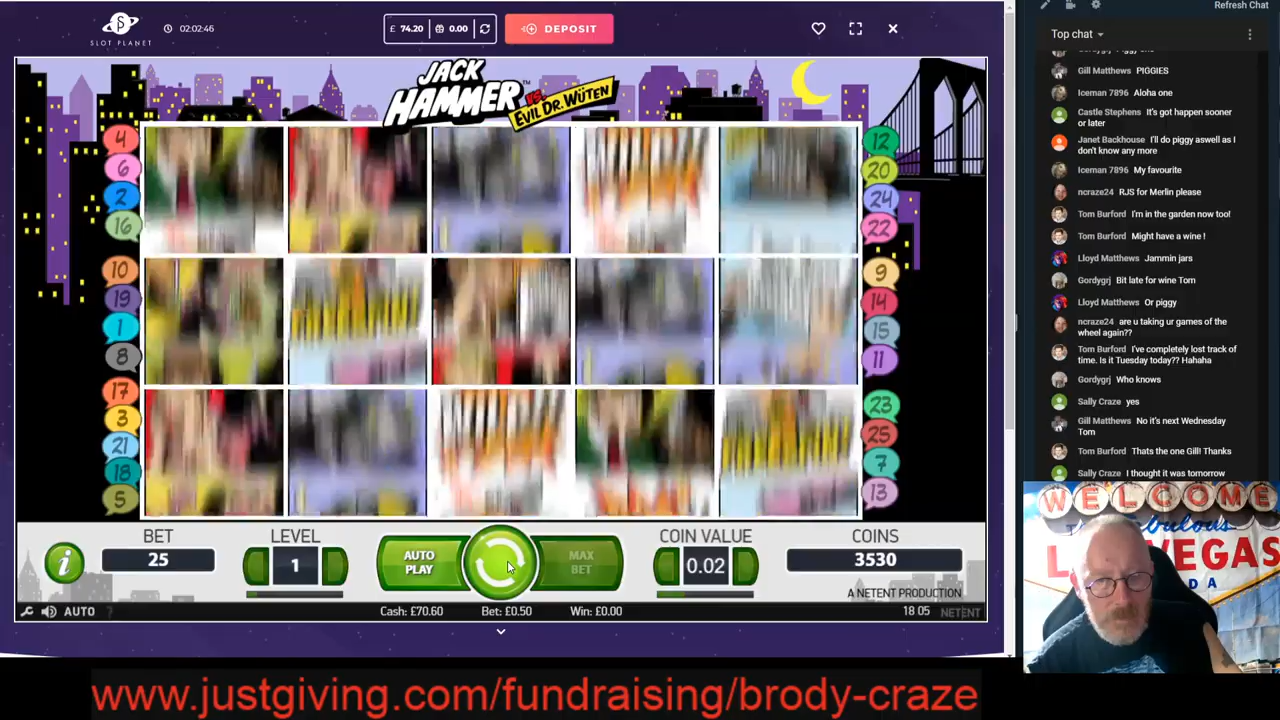 Refresh Chat
SLOT PLANET
02:02:46
£ 74.20
0.00
DEPOSIT
JACK
HAMMER™
VS.
EVIL DR. WÜTEN
4
6
2
16
10
19
1
8
17
3
21
18
5
12
20
24
22
9
14
15
11
23
25
7
13
BET
25
LEVEL
1
AUTO
PLAY
MAX
BET
COIN VALUE
0.02
COINS
3530
A NETENT PRODUCTION
AUTO ?
Cash: £70.60 Bet: £0.50 Win: £0.00
18 05 NETENT
Top chat
Gill Matthews PIGGIES
Iceman 7896 Aloha one
Castle Stephens It's got happen sooner
or later
Janet Backhouse I'll do piggy aswell as I
don't know any more
Iceman 7896 My favourite
ncraze24 RJS for Merlin please
Tom Burford I'm in the garden now too!
Tom Burford Might have a wine !
Lloyd Matthews Jammin jars
Gordygrj Bit late for wine Tom
Lloyd Matthews Or piggy
ncraze24 are u taking ur games of the
wheel again??
Tom Burford I've completely lost track of
time. Is it Tuesday today?? Hahaha
Gordygrj Who knows
Sally Craze yes
Gill Matthews No it's next Wednesday
Tom
Tom Burford Thats the one Gill! Thanks
Sally Craze I thought it was tomorrow
WELCOME
VEGAS
www.justgiving.com/fundraising/brody-craze